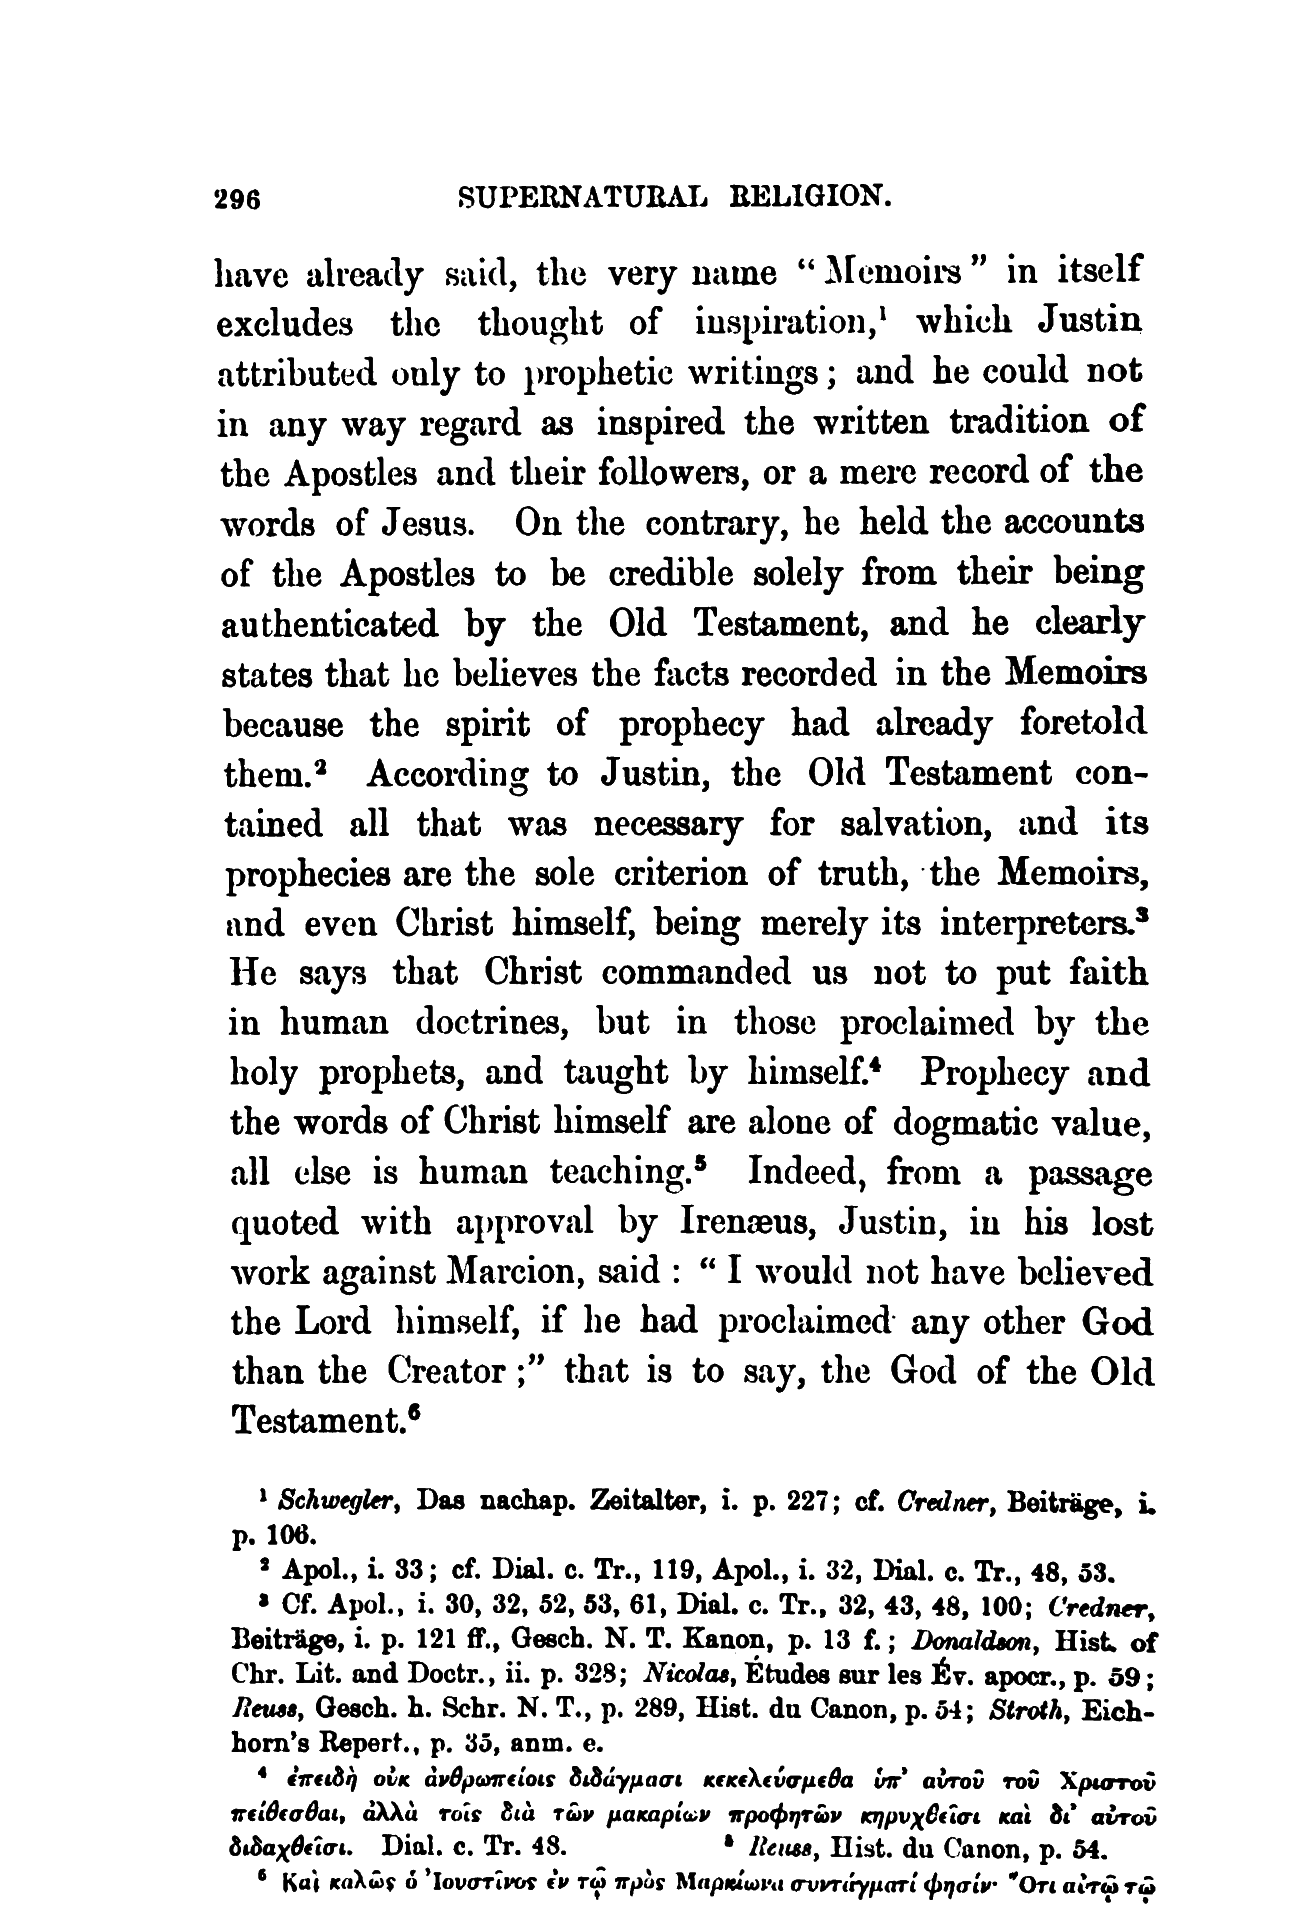 296 SUPERNATURAL RELIGION.
have already said, the very name “Memoirs” in itself
excludes the thought of inspiration,¹ which Justin
attributed only to prophetic writings; and he could not
in any way regard as inspired the written tradition of
the Apostles and their followers, or a mere record of the
words of Jesus. On the contrary, he held the accounts
of the Apostles to be credible solely from their being
authenticated by the Old Testament, and he clearly
states that he believes the facts recorded in the Memoirs
because the spirit of prophecy had already foretold
them.² According to Justin, the Old Testament con-
tained all that was necessary for salvation, and its
prophecies are the sole criterion of truth, the Memoirs,
and even Christ himself, being merely its interpreters.³
He says that Christ commanded us not to put faith
in human doctrines, but in those proclaimed by the
holy prophets, and taught by himself.⁴ Prophecy and
the words of Christ himself are alone of dogmatic value,
all else is human teaching.⁵ Indeed, from a passage
quoted with approval by Irenæus, Justin, in his lost
work against Marcion, said : “ I would not have believed
the Lord himself, if he had proclaimed any other God
than the Creator ;” that is to say, the God of the Old
Testament.⁶
¹ Schwegler, Das nachap. Zeitalter, i. p. 227; cf. Credner, Beiträge, i.
p. 106.
² Apol., i. 33; cf. Dial. c. Tr., 119, Apol., i. 32, Dial. c. Tr., 48, 53.
³ Cf. Apol., i. 30, 32, 52, 53, 61, Dial. c. Tr., 32, 43, 48, 100; Credner,
Beiträge, i. p. 121 ff., Gesch. N. T. Kanon, p. 13 f.; Donaldson, Hist. of
Chr. Lit. and Doctr., ii. p. 328; Nicolas, Études sur les Év. apocr., p. 59;
Reuss, Gesch. h. Schr. N. T., p. 289, Hist. du Canon, p. 54; Stroth, Eich-
horn's Repert., p. 35, anm. e.
⁴ ἐπειδὴ οὐκ ἀνθρωπείοις διδάγμασι κεκελεύσμεθα ὑπ' αὐτοῦ τοῦ Χριστοῦ
πείθεσθαι, ἀλλὰ τοῖς διὰ τῶν μακαρίων προφητῶν κηρυχθεῖσι καὶ δι' αὐτοῦ
διδαχθεῖσι. Dial. c. Tr. 48. ⁵ Reuss, Hist. du Canon, p. 54.
⁶ Καὶ καλῶς ὁ Ἰουστῖνος ἐν τῷ πρὸς Μαρκίωνα συντάγματί φησίν· Ὅτι αὐτῷ τῷ